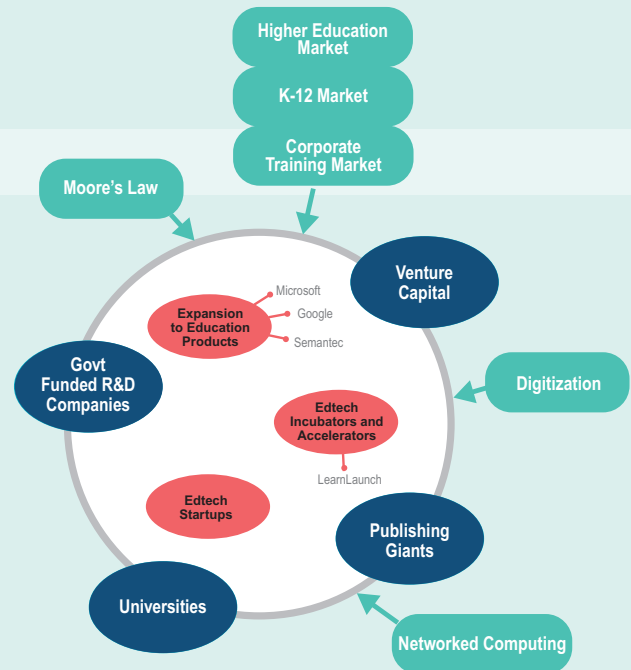 Higher Education
Market
K-12 Market
Corporate
Training Market
Moore's Law
Venture
Capital
Microsoft
Expansion
to Education
Products
Google
Semantec
Govt
Funded R&D
Companies
Digitization
Edtech
Incubators and
Accelerators
LearnLaunch
Edtech
Startups
Publishing
Giants
Universities
Networked Computing